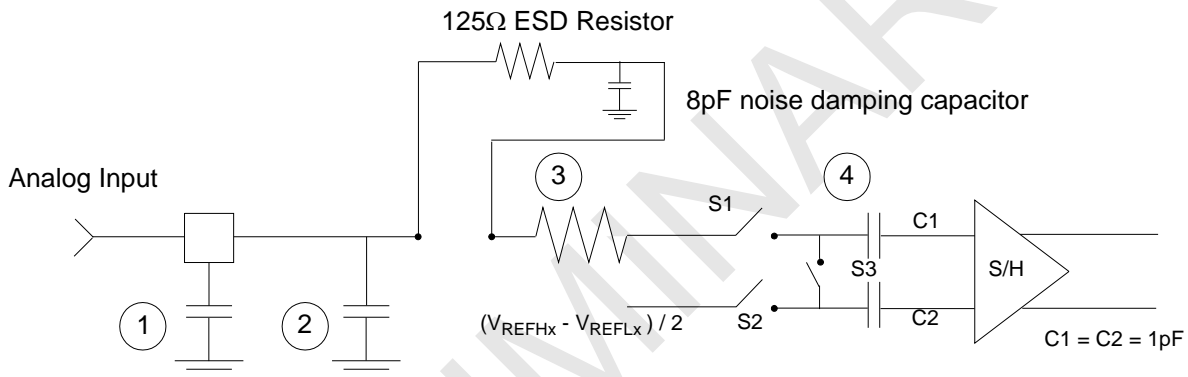 125Ω ESD Resistor
8pF noise damping capacitor
Analog Input
3
4
S1
C1
S3
S/H
1
2
(VREFHx - VREFLx) / 2
S2
C2
C1 = C2 = 1pF
MINAR